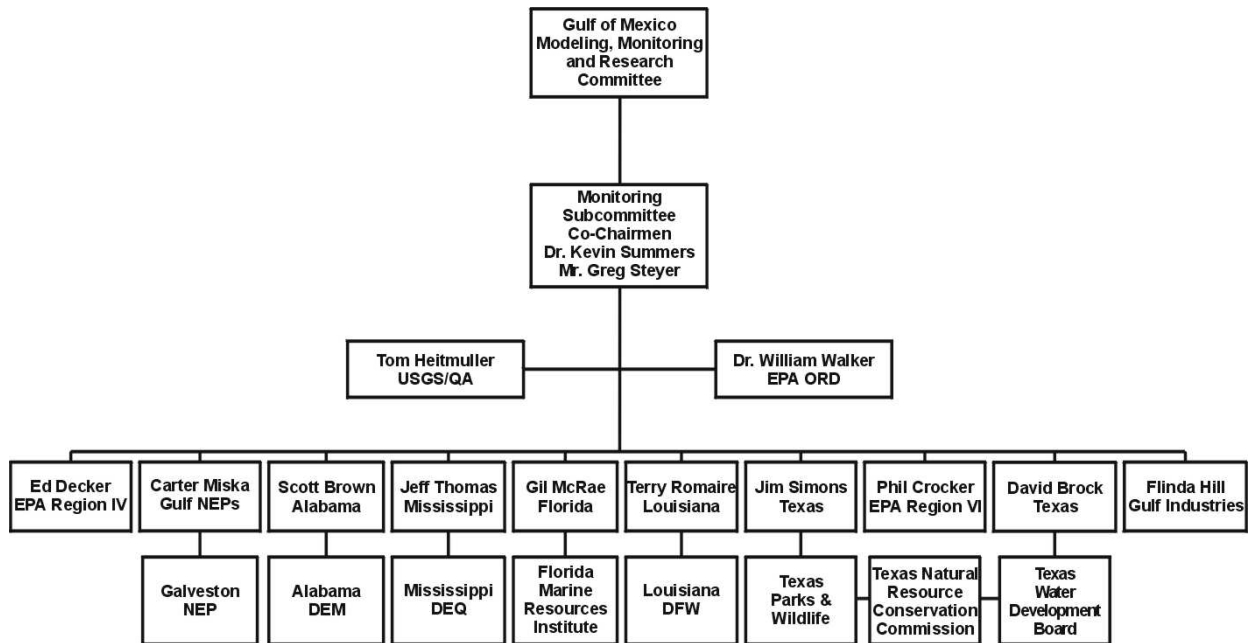 Gulf of Mexico
Modeling, Monitoring
and Research
Committee
Monitoring
Subcommittee
Co-Chairmen
Dr. Kevin Summers
Mr. Greg Steyer
Tom Heitmuller
USGS/QA
Dr. William Walker
EPA ORD
Ed Decker
EPA Region IV
Carter Miska
Gulf NEPs
Scott Brown
Alabama
Jeff Thomas
Mississippi
Gil McRae
Florida
Terry Romaire
Louisiana
Jim Simons
Texas
Phil Crocker
EPA Region VI
David Brock
Texas
Flinda Hill
Gulf Industries
Galveston
NEP
Alabama
DEM
Mississippi
DEQ
Florida
Marine
Resources
Institute
Louisiana
DFW
Texas
Parks &
Wildlife
Texas Natural
Resource
Conservation
Commission
Texas
Water
Development
Board